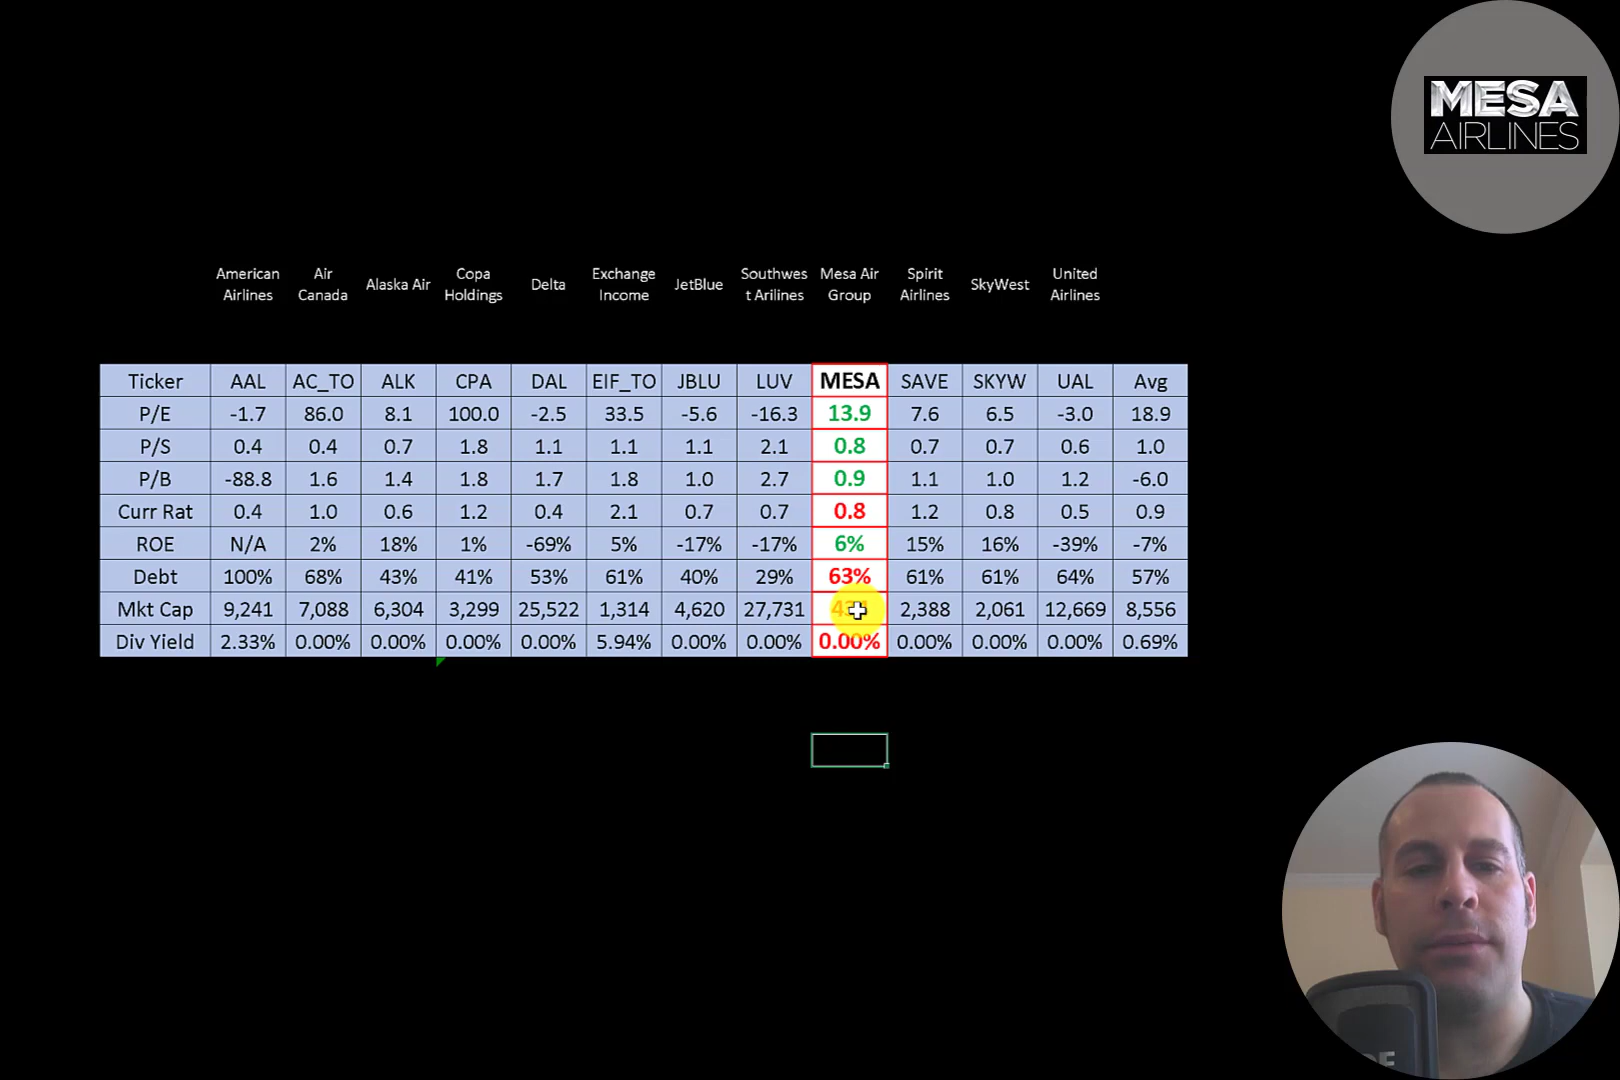 MESA
AIRLINES
American Airlines Air Canada Alaska Air Copa Holdings Delta Exchange Income JetBlue Southwes t Arilines Mesa Air Group Spirit Airlines SkyWest United Airlines
Ticker AAL AC_TO ALK CPA DAL EIF_TO JBLU LUV MESA SAVE SKYW UAL Avg
P/E -1.7 86.0 8.1 100.0 -2.5 33.5 -5.6 -16.3 13.9 7.6 6.5 -3.0 18.9
P/S 0.4 0.4 0.7 1.8 1.1 1.1 1.1 2.1 0.8 0.7 0.7 0.6 1.0
P/B -88.8 1.6 1.4 1.8 1.7 1.8 1.0 2.7 0.9 1.1 1.0 1.2 -6.0
Curr Rat 0.4 1.0 0.6 1.2 0.4 2.1 0.7 0.7 0.8 1.2 0.8 0.5 0.9
ROE N/A 2% 18% 1% -69% 5% -17% -17% 6% 15% 16% -39% -7%
Debt 100% 68% 43% 41% 53% 61% 40% 29% 63% 61% 61% 64% 57%
Mkt Cap 9,241 7,088 6,304 3,299 25,522 1,314 4,620 27,731 2,388 2,061 12,669 8,556
Div Yield 2.33% 0.00% 0.00% 0.00% 0.00% 5.94% 0.00% 0.00% 0.00% 0.00% 0.00% 0.00% 0.69%